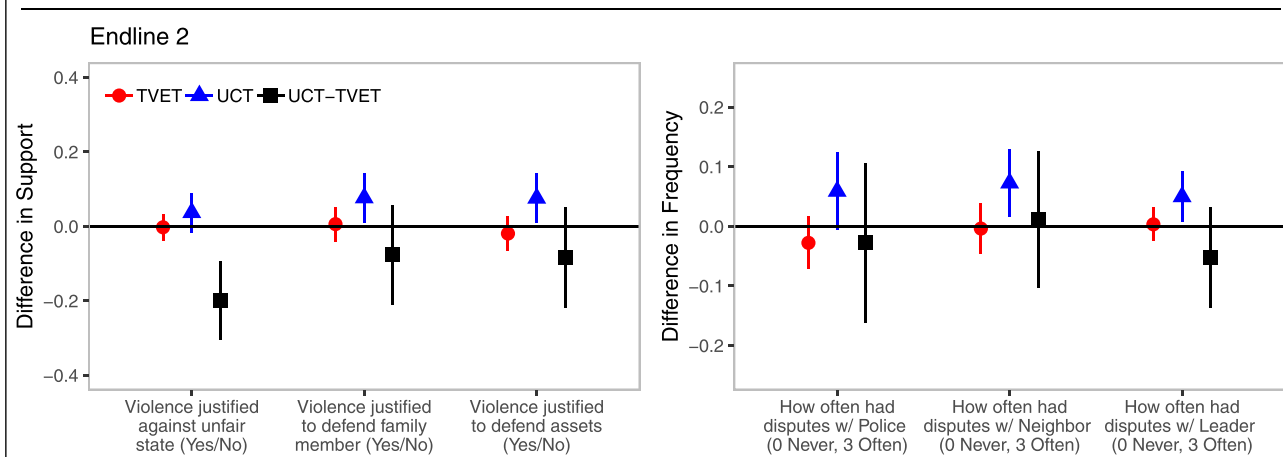 Endline 2
Difference in Support
0.4
0.2
0.0
−0.2
−0.4
TVET UCT UCT−TVET
Violence justified
against unfair
state (Yes/No)
Violence justified
to defend family
member (Yes/No)
Violence justified
to defend assets
(Yes/No)
Difference in Frequency
0.2
0.1
0.0
−0.1
−0.2
How often had
disputes w/ Police
(0 Never, 3 Often)
How often had
disputes w/ Neighbor
(0 Never, 3 Often)
How often had
disputes w/ Leader
(0 Never, 3 Often)